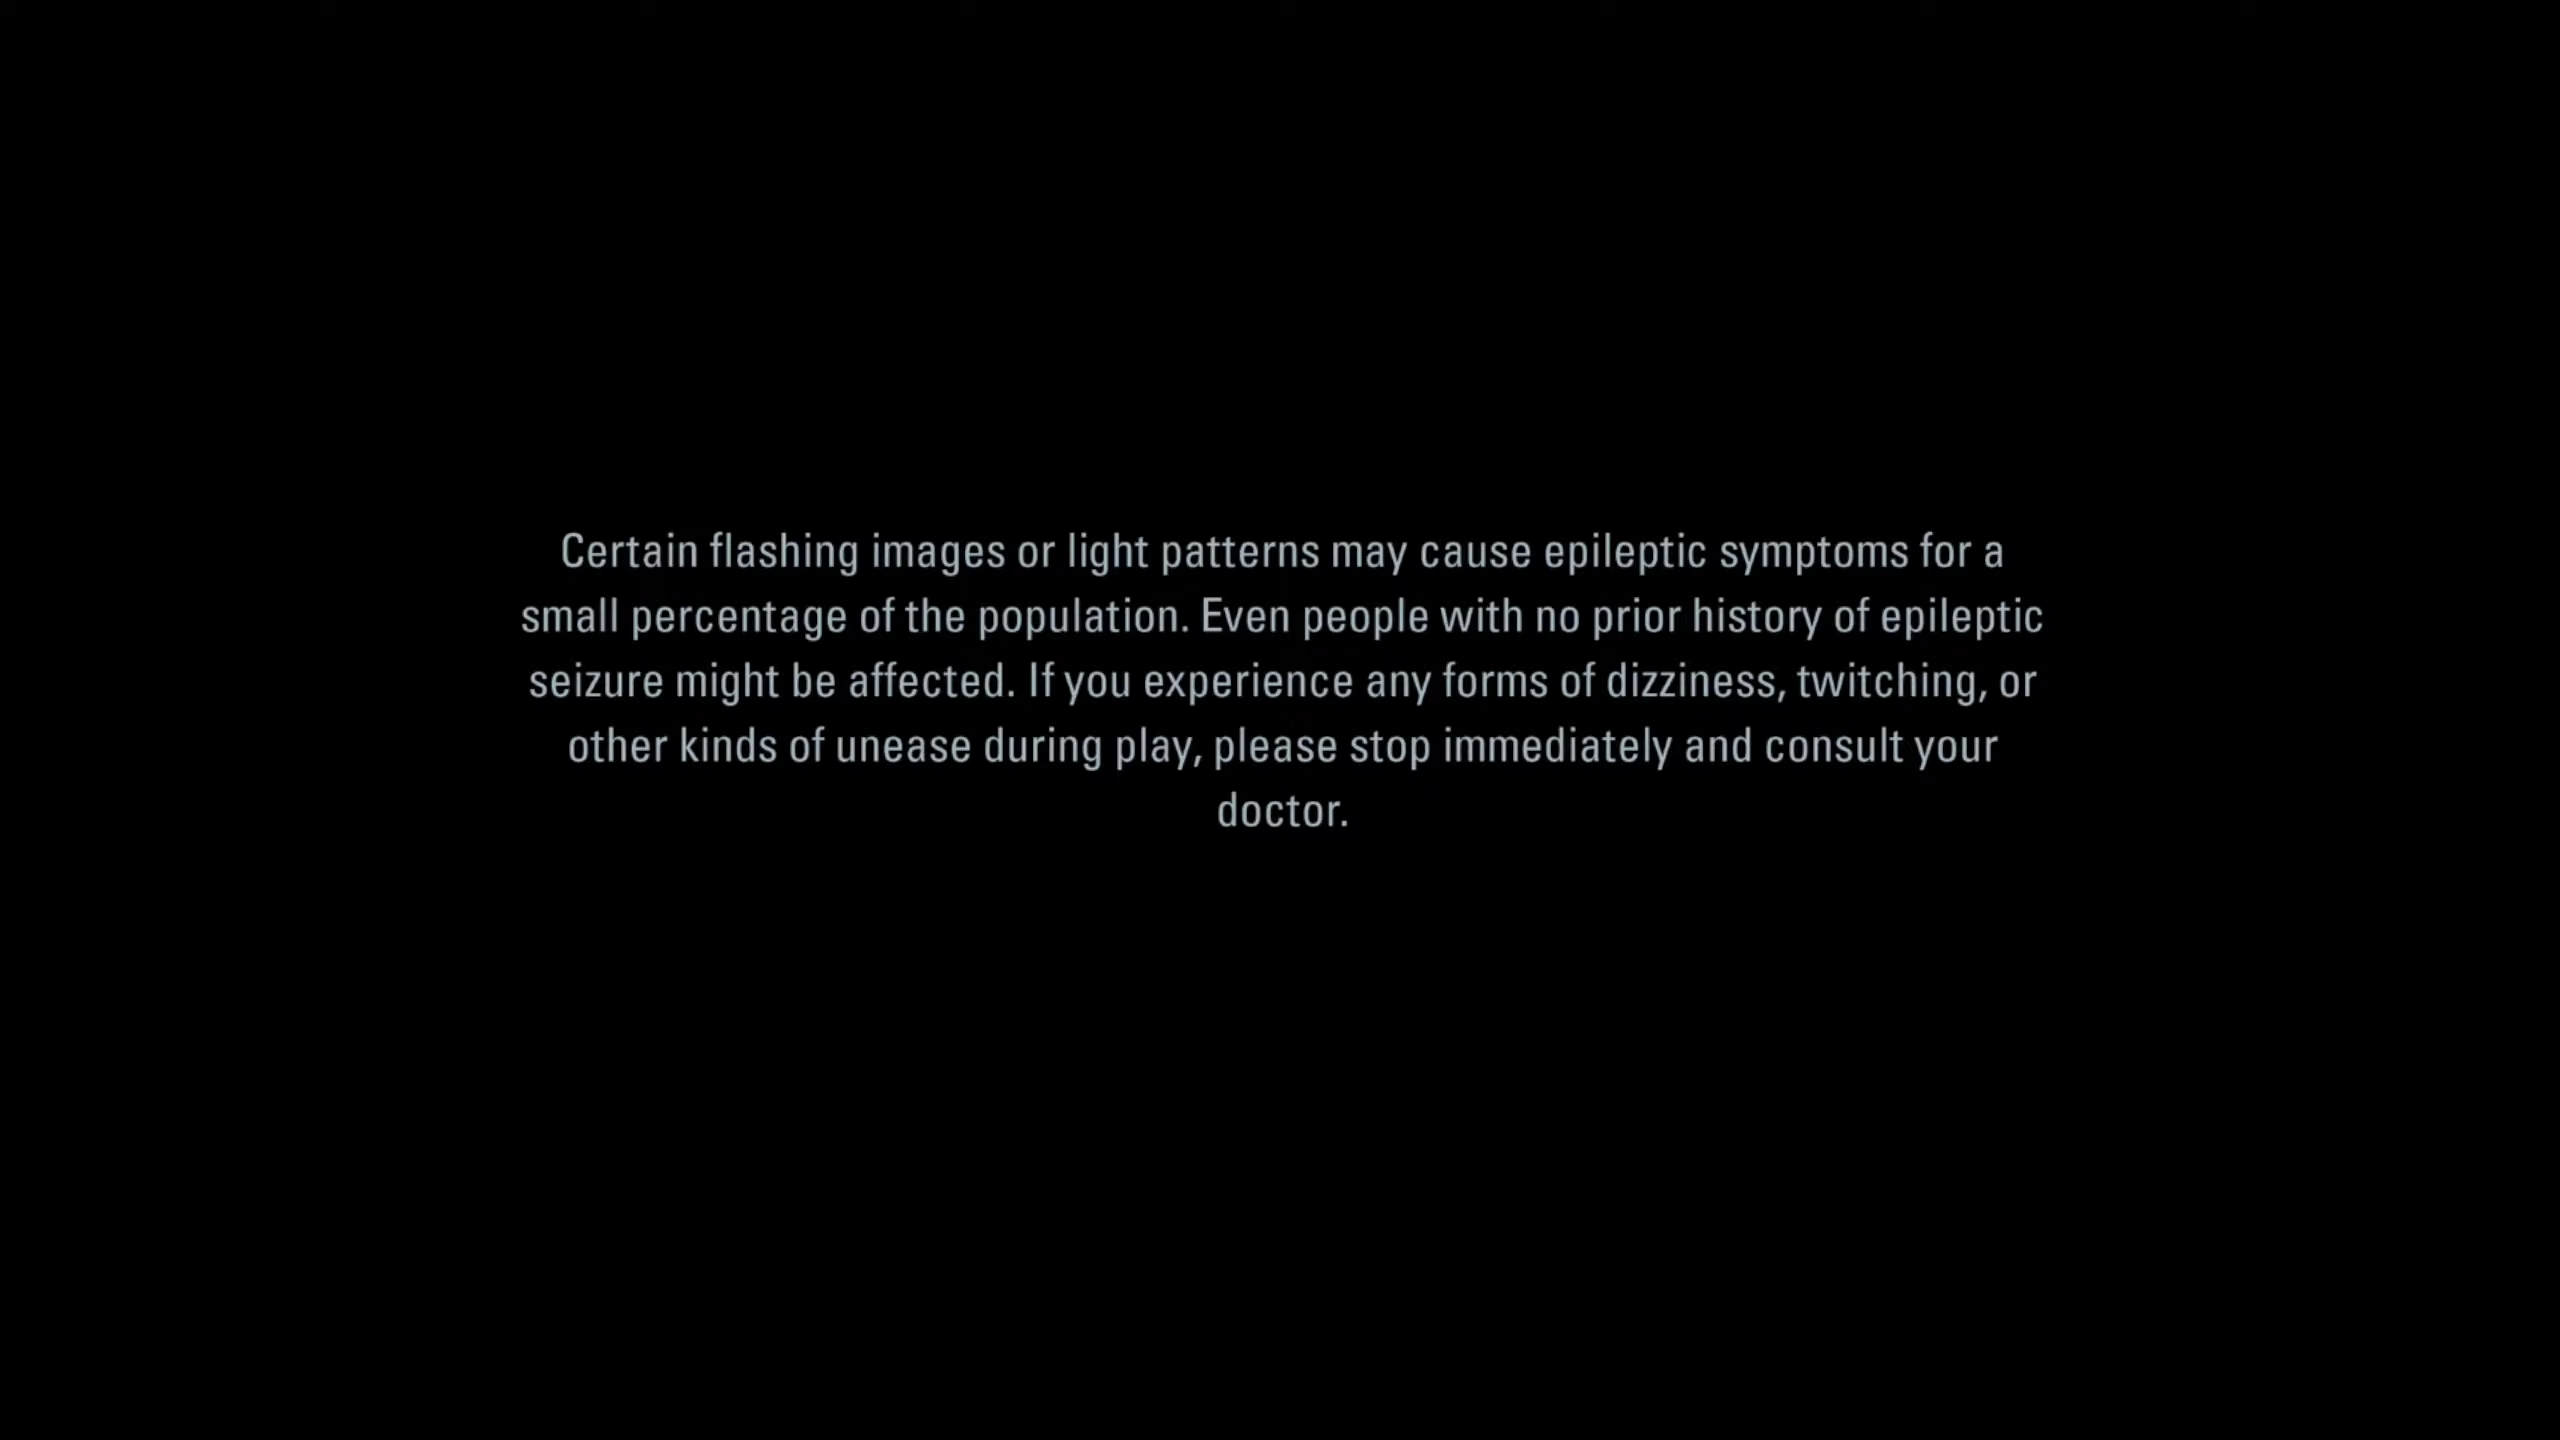 Certain flashing images or light patterns may cause epileptic symptoms for a
small percentage of the population. Even people with no prior history of epileptic
seizure might be affected. If you experience any forms of dizziness, twitching, or
other kinds of unease during play, please stop immediately and consult your
doctor.